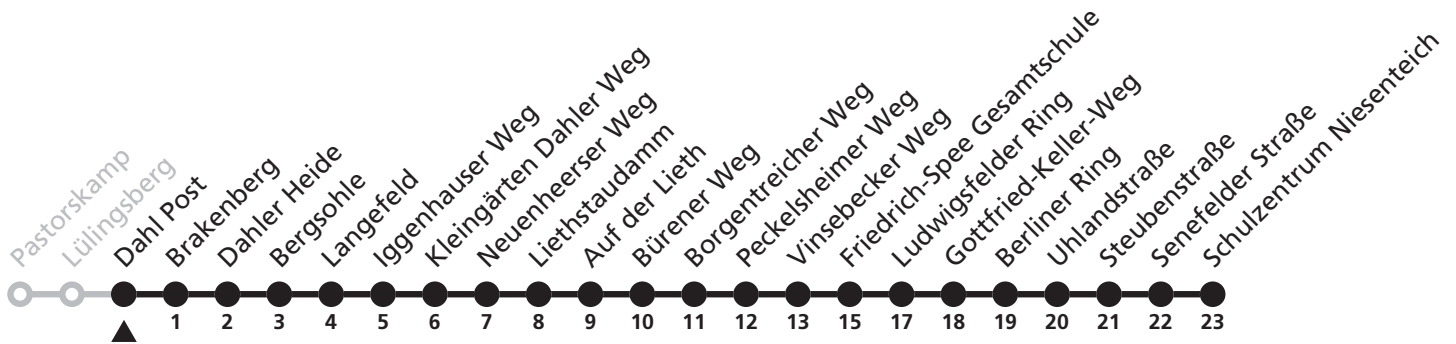 Pastorskamp
Lüllingsberg
Dahl Post
Brakenberg
Dahler Heide
Bergsohle
Langefeld
Iggenhauser Weg
Kleingärten Dahler Weg
Neuenheerser Weg
Liethstaudamm
Auf der Lieth
Bürener Weg
Borgentreicher Weg
Peckelsheimer Weg
Vinsebecker Weg
Friedrich-Spee Gesamtschule
Ludwigsfelder Ring
Gottfried-Keller-Weg
Berliner Ring
Uhlandstraße
Steubenstraße
Senefelder Straße
Schulzentrum Niesenteich
1 2 3 4 5 6 7 8 9 10 11 12 13 15 17 18 19 20 21 22 23